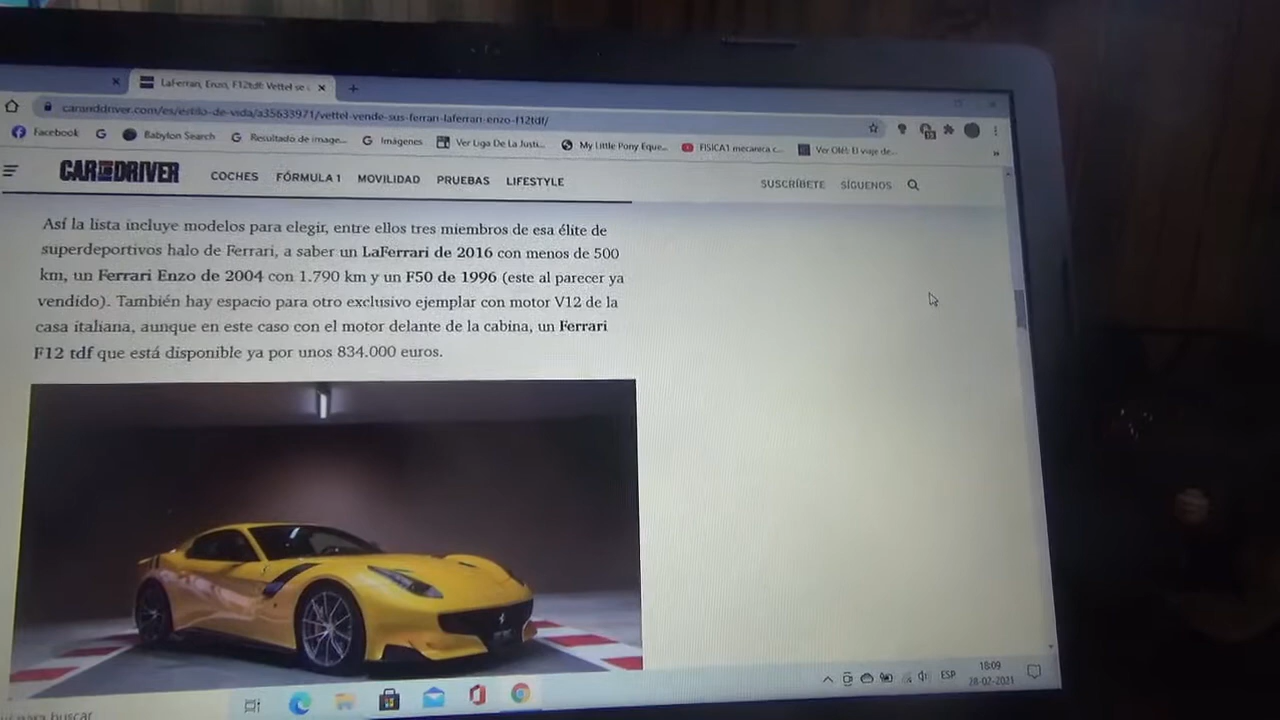 LaFerrari, Enzo, F12tdf: Vettel se
caranddriver.com/es/estilo-de-vida/a35633971/vettel-vende-sus-ferrari-laferrari-enzo-f12tdf/
Facebook
Babylon Search
Resultado de image...
Imágenes
Ver Liga De La Justi...
My Little Pony Eque...
FISICA1 mecanica c...
Ver Olé: El viaje de...
CAR AND DRIVER
COCHES FÓRMULA 1 MOVILIDAD PRUEBAS LIFESTYLE
SUSCRÍBETE SÍGUENOS
Así la lista incluye modelos para elegir, entre ellos tres miembros de esa élite de
superdeportivos halo de Ferrari, a saber un LaFerrari de 2016 con menos de 500
km, un Ferrari Enzo de 2004 con 1.790 km y un F50 de 1996 (este al parecer ya
vendido). También hay espacio para otro exclusivo ejemplar con motor V12 de la
casa italiana, aunque en este caso con el motor delante de la cabina, un Ferrari
F12 tdf que está disponible ya por unos 834.000 euros.
ESP
18:09
28-02-2021
para buscar